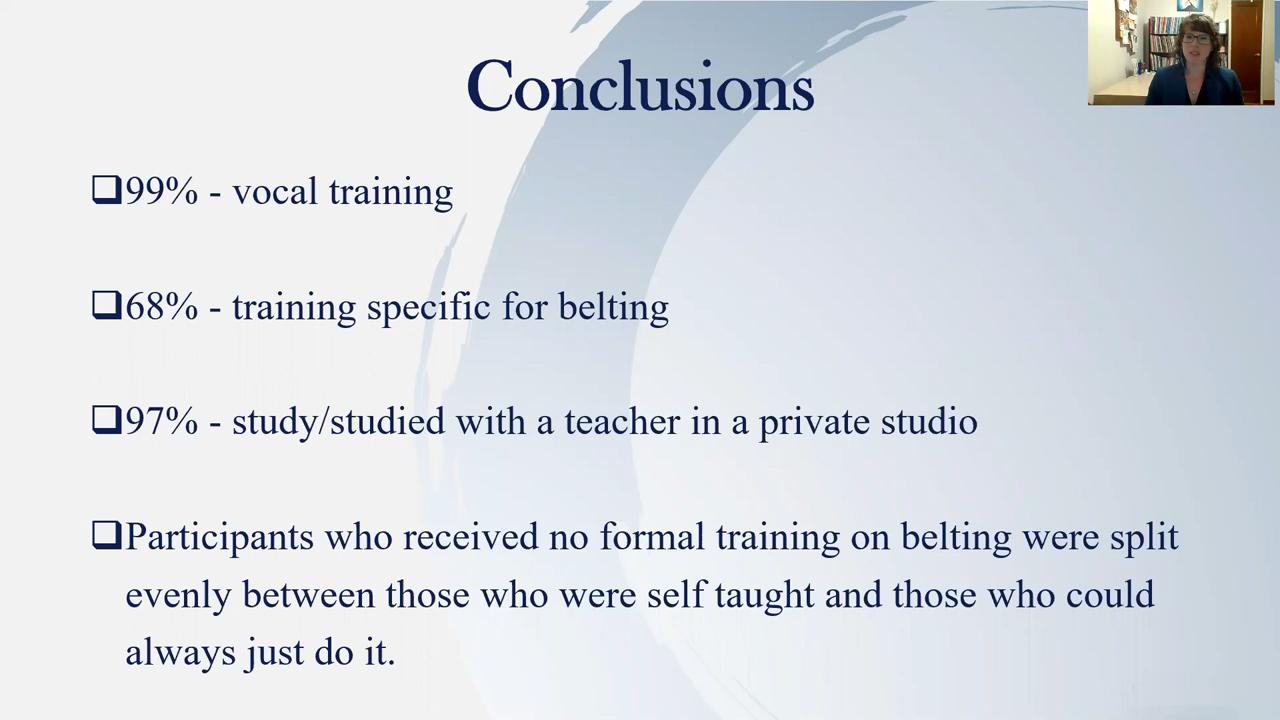 Conclusions
❑99% - vocal training
❑68% - training specific for belting
❑97% - study/studied with a teacher in a private studio
❑Participants who received no formal training on belting were split
evenly between those who were self taught and those who could
always just do it.